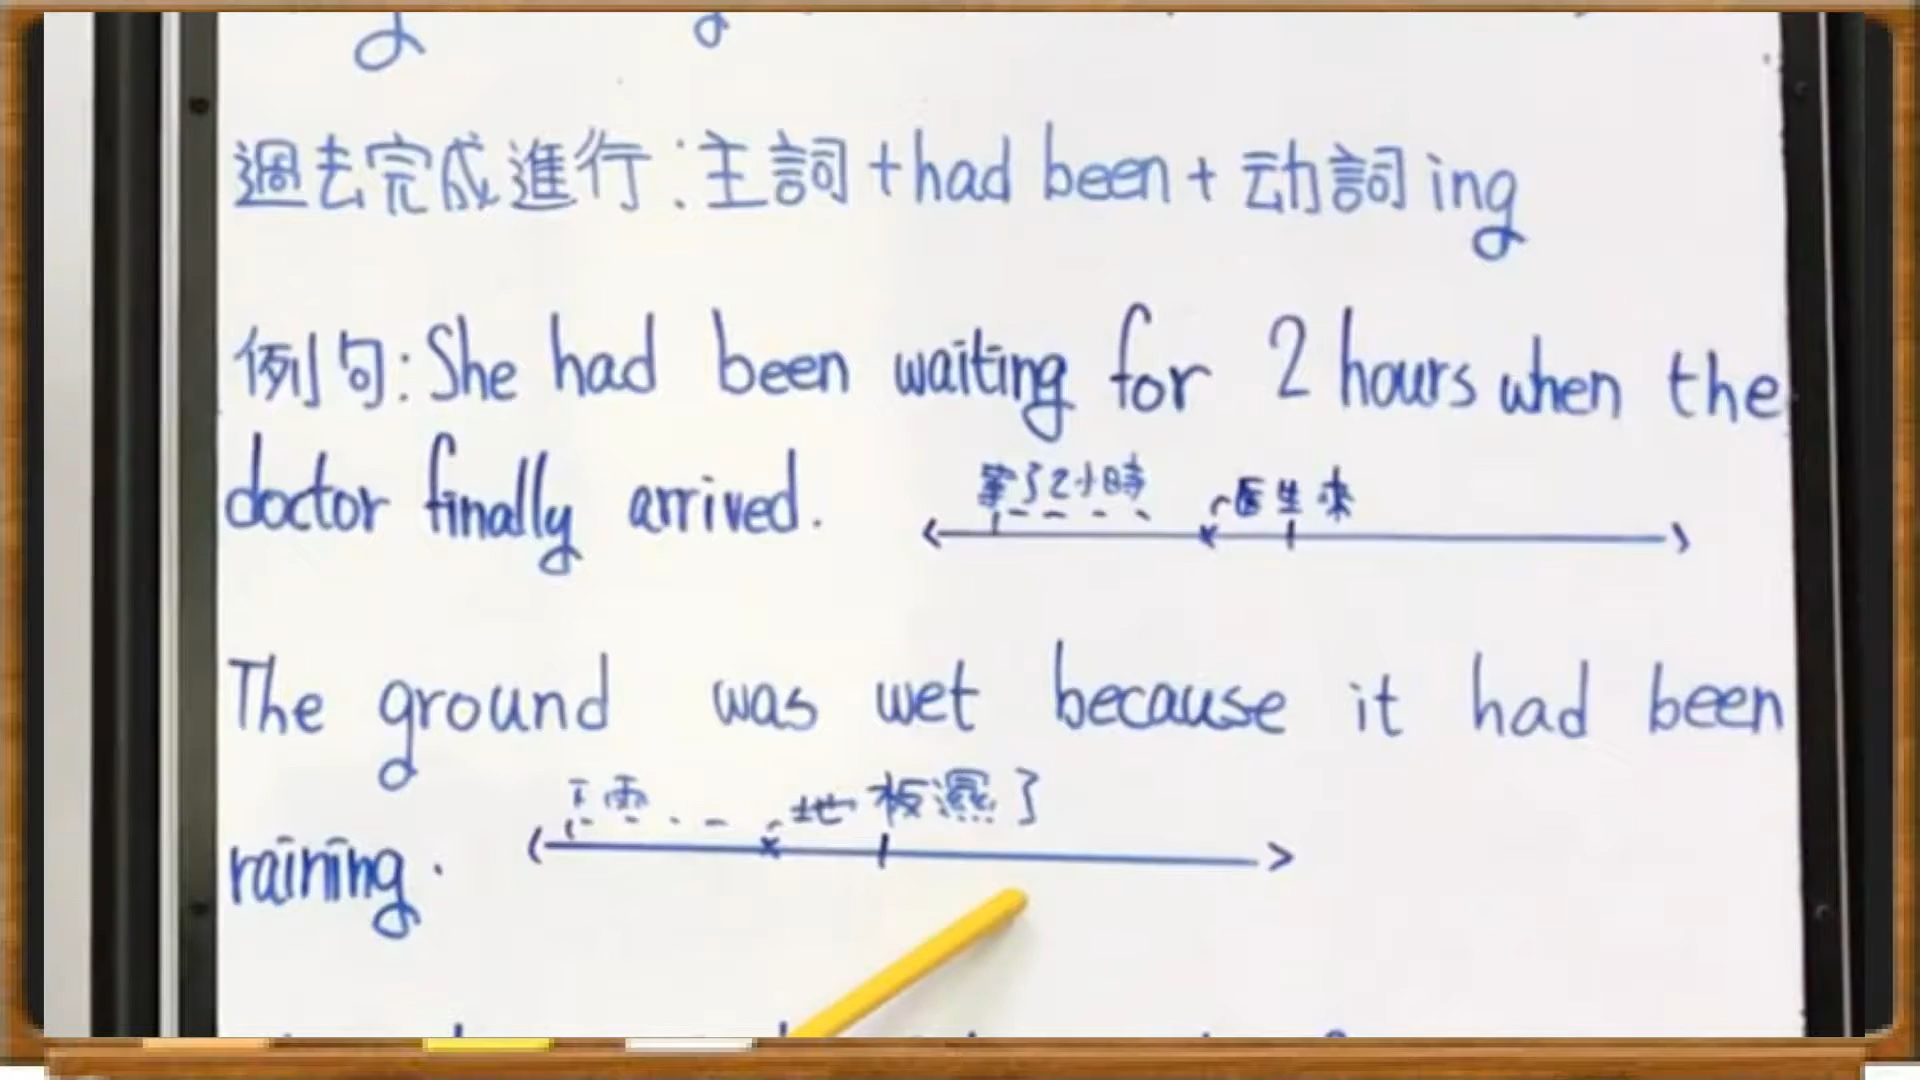 過去完成進行:主詞+had been+动詞ing
例句:She had been waiting for 2 hours when the
doctor finally arrived.
等了2小時 医生來
The ground was wet because it had been
下雨 地板濕了
raining.